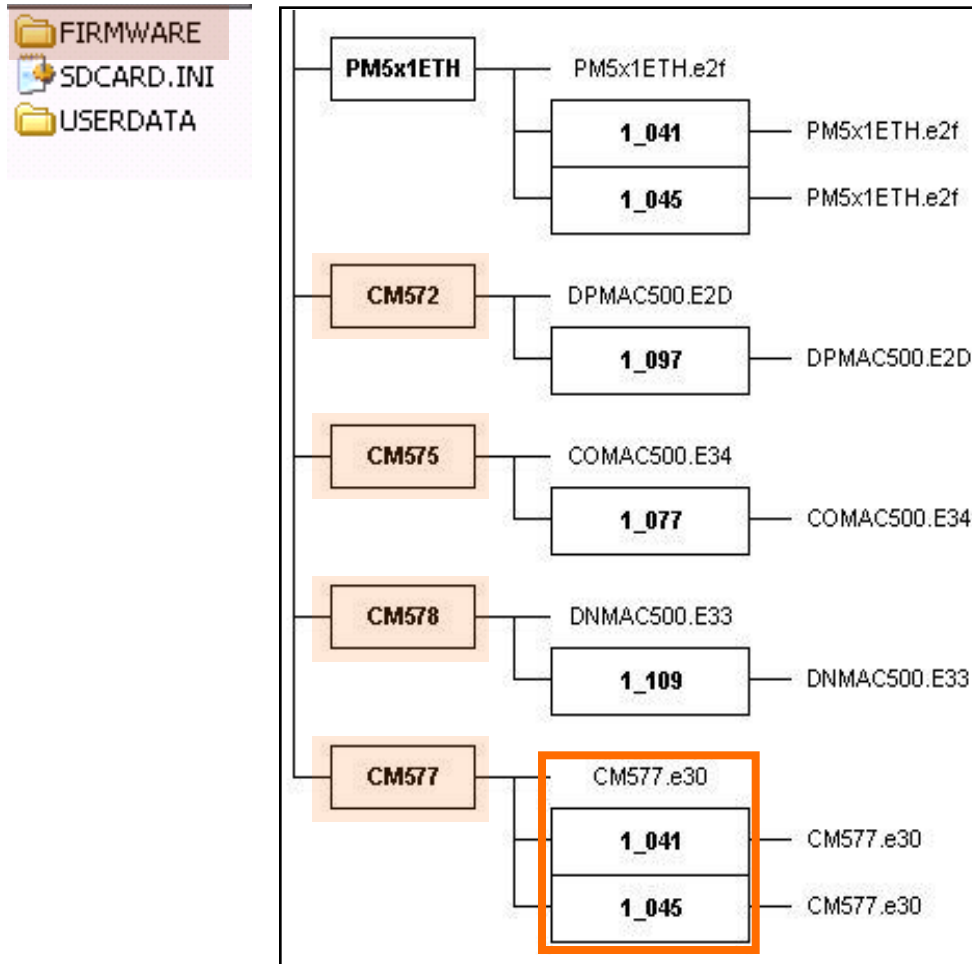 FIRMWARE
SDCARD.INI
USERDATA
PM5x1ETH
PM5x1ETH.e2f
1_041
PM5x1ETH.e2f
1_045
PM5x1ETH.e2f
CM572
DPMAC500.E2D
1_097
DPMAC500.E2D
CM575
COMAC500.E34
1_077
COMAC500.E34
CM578
DNMAC500.E33
1_109
DNMAC500.E33
CM577
CM577.e30
1_041
CM577.e30
1_045
CM577.e30